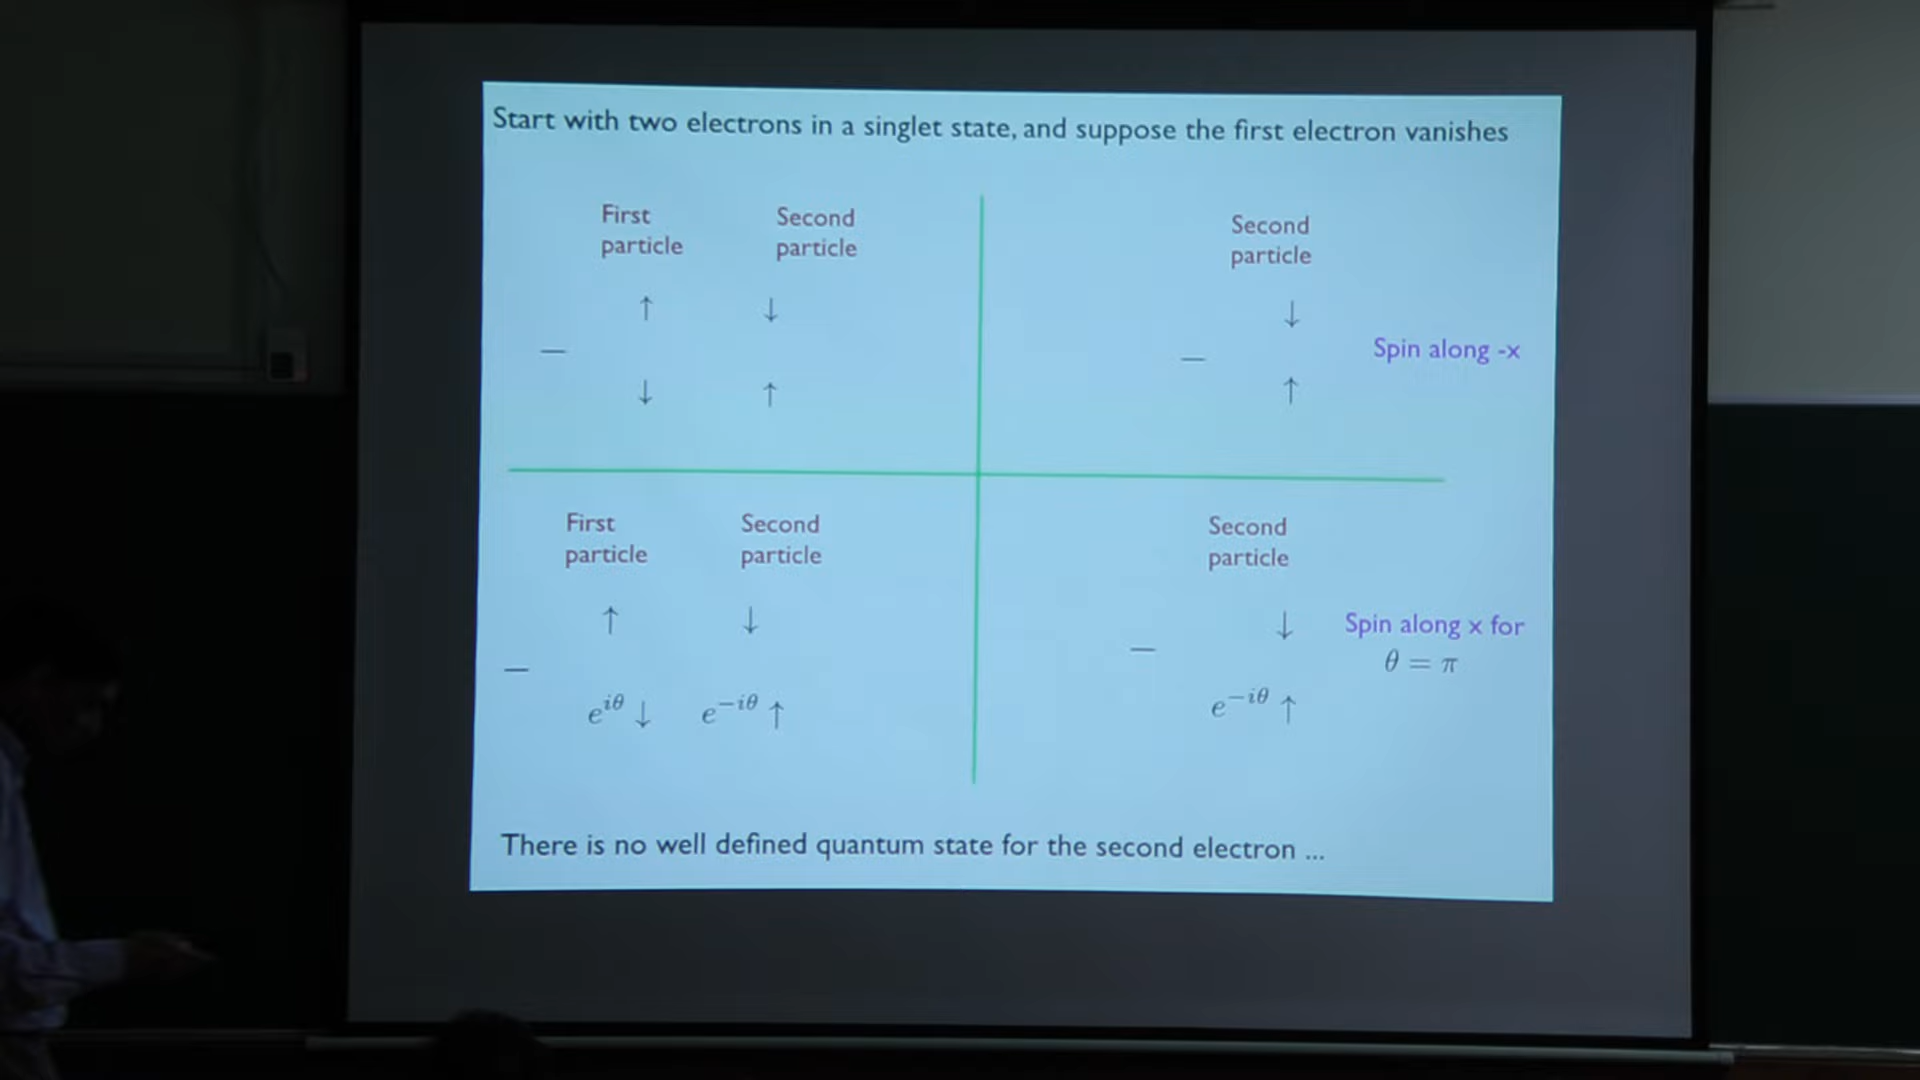 Start with two electrons in a singlet state, and suppose the first electron vanishes
First particle
Second particle
↑ ↓
—
↓ ↑
Second particle
↓
— Spin along -x
↑
First particle
Second particle
↑ ↓
—
e^{iθ} ↓ e^{-iθ} ↑
Second particle
↓ Spin along x for
— θ = π
e^{-iθ} ↑
There is no well defined quantum state for the second electron ...